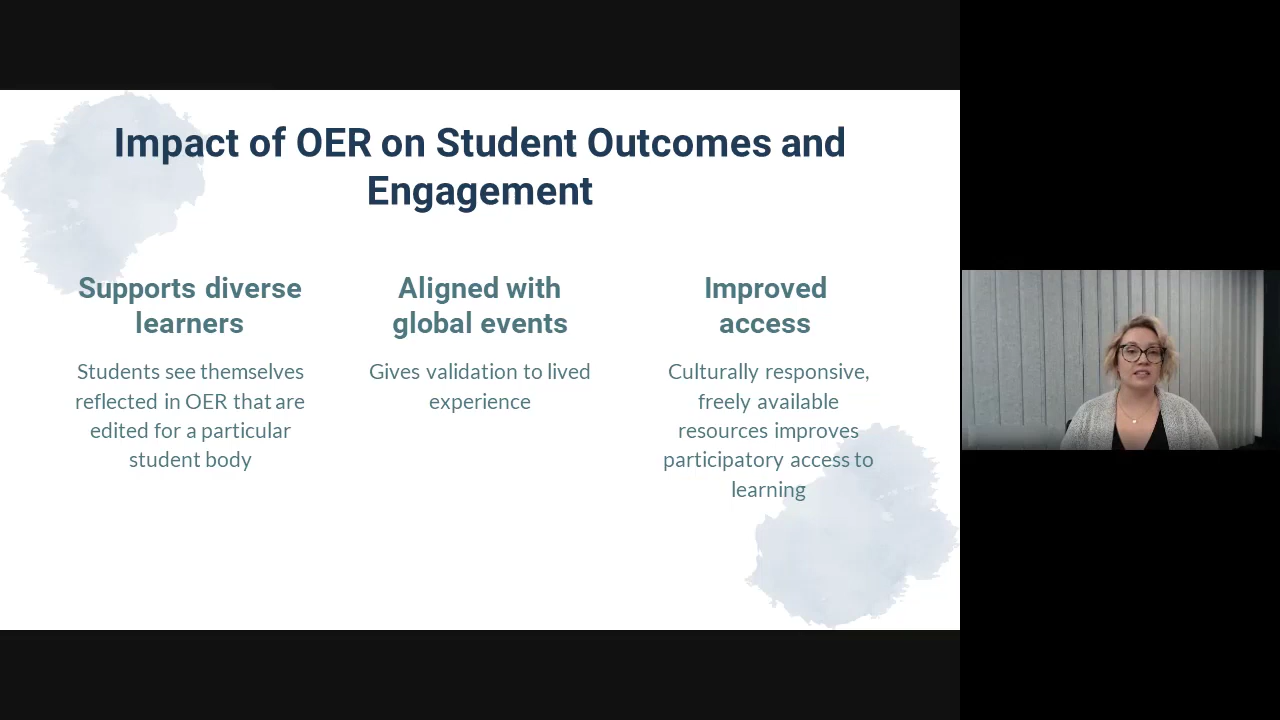 Impact of OER on Student Outcomes and
Engagement
Supports diverse
learners
Students see themselves
reflected in OER that are
edited for a particular
student body
Aligned with
global events
Gives validation to lived
experience
Improved
access
Culturally responsive,
freely available
resources improves
participatory access to
learning